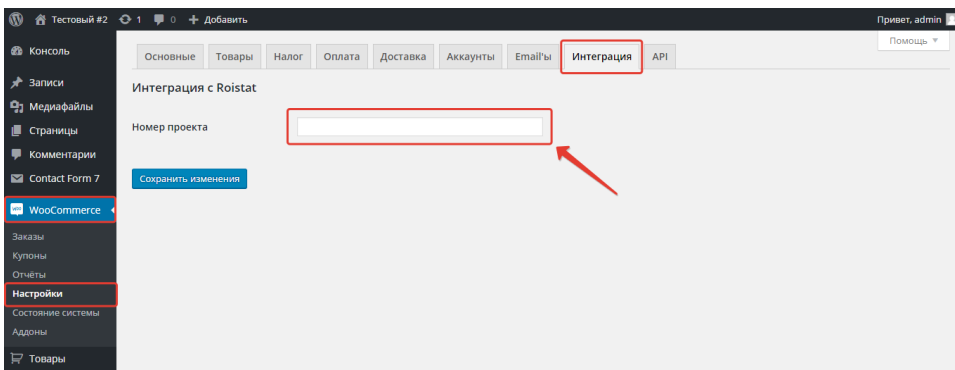 Тестовый #2 1 0 + Добавить Привет, admin
Помощь
Консоль
Записи
Медиафайлы
Страницы
Комментарии
Contact Form 7
WooCommerce
Заказы
Купоны
Отчёты
Настройки
Состояние системы
Аддоны
Товары
Основные Товары Налог Оплата Доставка Аккаунты Email'ы Интеграция API
Интеграция с Roistat
Номер проекта
Сохранить изменения